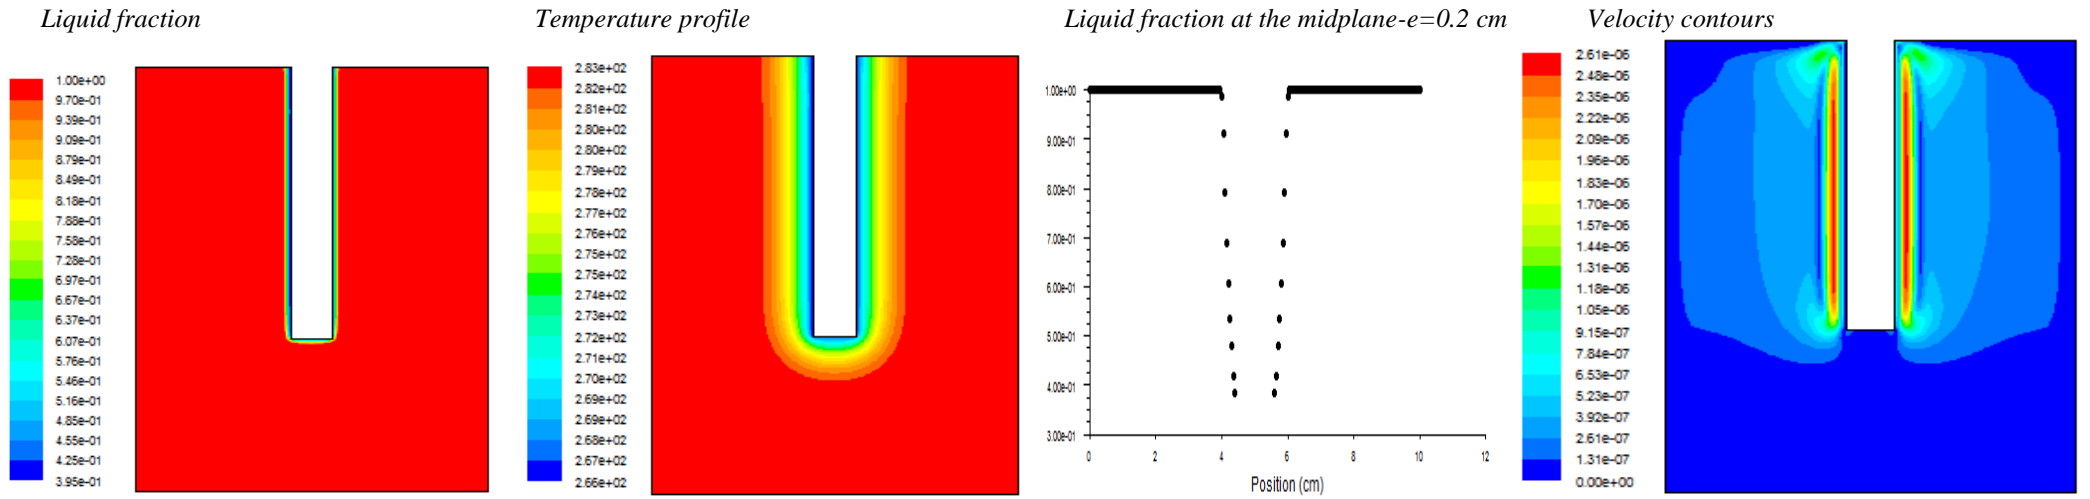 Liquid fraction
Temperature profile
Liquid fraction at the midplane-e=0.2 cm
Velocity contours
1.00e+00
9.70e-01
9.39e-01
9.09e-01
8.79e-01
8.49e-01
8.18e-01
7.88e-01
7.58e-01
7.28e-01
6.97e-01
6.67e-01
6.37e-01
6.07e-01
5.76e-01
5.46e-01
5.16e-01
4.85e-01
4.55e-01
4.25e-01
3.95e-01
2.83e+02
2.82e+02
2.81e+02
2.80e+02
2.80e+02
2.79e+02
2.78e+02
2.77e+02
2.76e+02
2.75e+02
2.75e+02
2.74e+02
2.73e+02
2.72e+02
2.71e+02
2.70e+02
2.69e+02
2.69e+02
2.68e+02
2.67e+02
2.66e+02
1.00e+00
9.00e-01
8.00e-01
7.00e-01
6.00e-01
5.00e-01
4.00e-01
3.00e-01
0
2
4
6
8
10
12
Position (cm)
2.61e-06
2.48e-06
2.35e-06
2.22e-06
2.09e-06
1.96e-06
1.83e-06
1.70e-06
1.57e-06
1.44e-06
1.31e-06
1.18e-06
1.05e-06
9.15e-07
7.84e-07
6.53e-07
5.23e-07
3.92e-07
2.61e-07
1.31e-07
0.00e+00